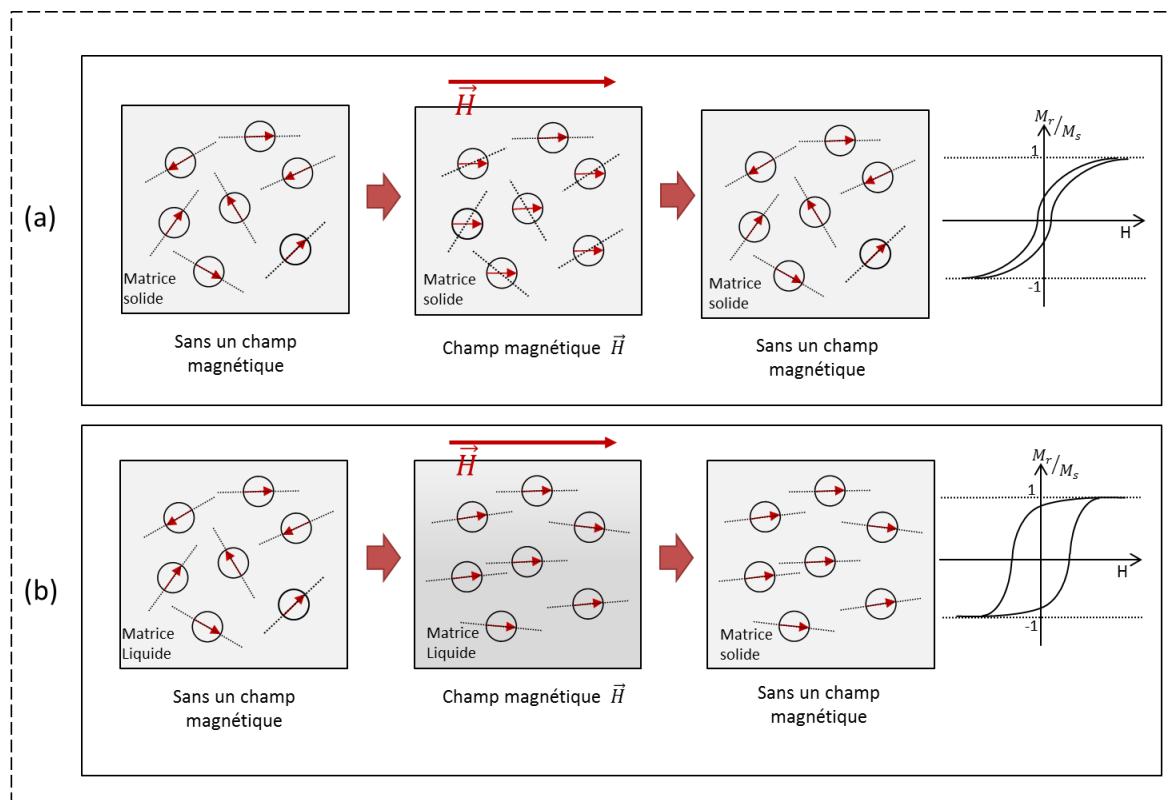 (a)
H⃗
Matrice
solide
Sans un champ
magnétique
Matrice
solide
Champ magnétique H⃗
Matrice
solide
Sans un champ
magnétique
Mr/Ms
1
H
-1
(b)
H⃗
Matrice
Liquide
Sans un champ
magnétique
Matrice
Liquide
Champ magnétique H⃗
Matrice
solide
Sans un champ
magnétique
Mr/Ms
1
H
-1